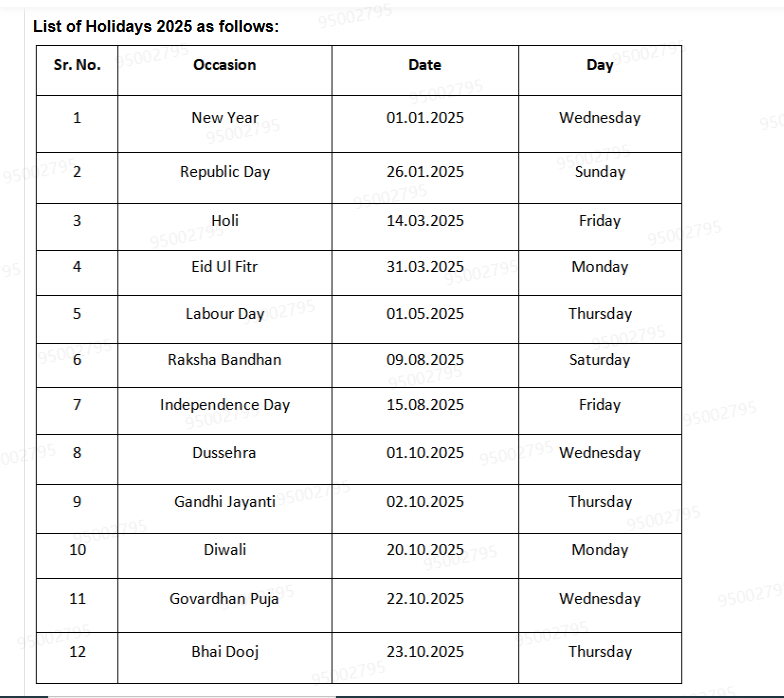 List of Holidays 2025 as follows:
Sr. No. Occasion Date Day
1 New Year 01.01.2025 Wednesday
2 Republic Day 26.01.2025 Sunday
3 Holi 14.03.2025 Friday
4 Eid Ul Fitr 31.03.2025 Monday
5 Labour Day 01.05.2025 Thursday
6 Raksha Bandhan 09.08.2025 Saturday
7 Independence Day 15.08.2025 Friday
8 Dussehra 01.10.2025 Wednesday
9 Gandhi Jayanti 02.10.2025 Thursday
10 Diwali 20.10.2025 Monday
11 Govardhan Puja 22.10.2025 Wednesday
12 Bhai Dooj 23.10.2025 Thursday
95002795